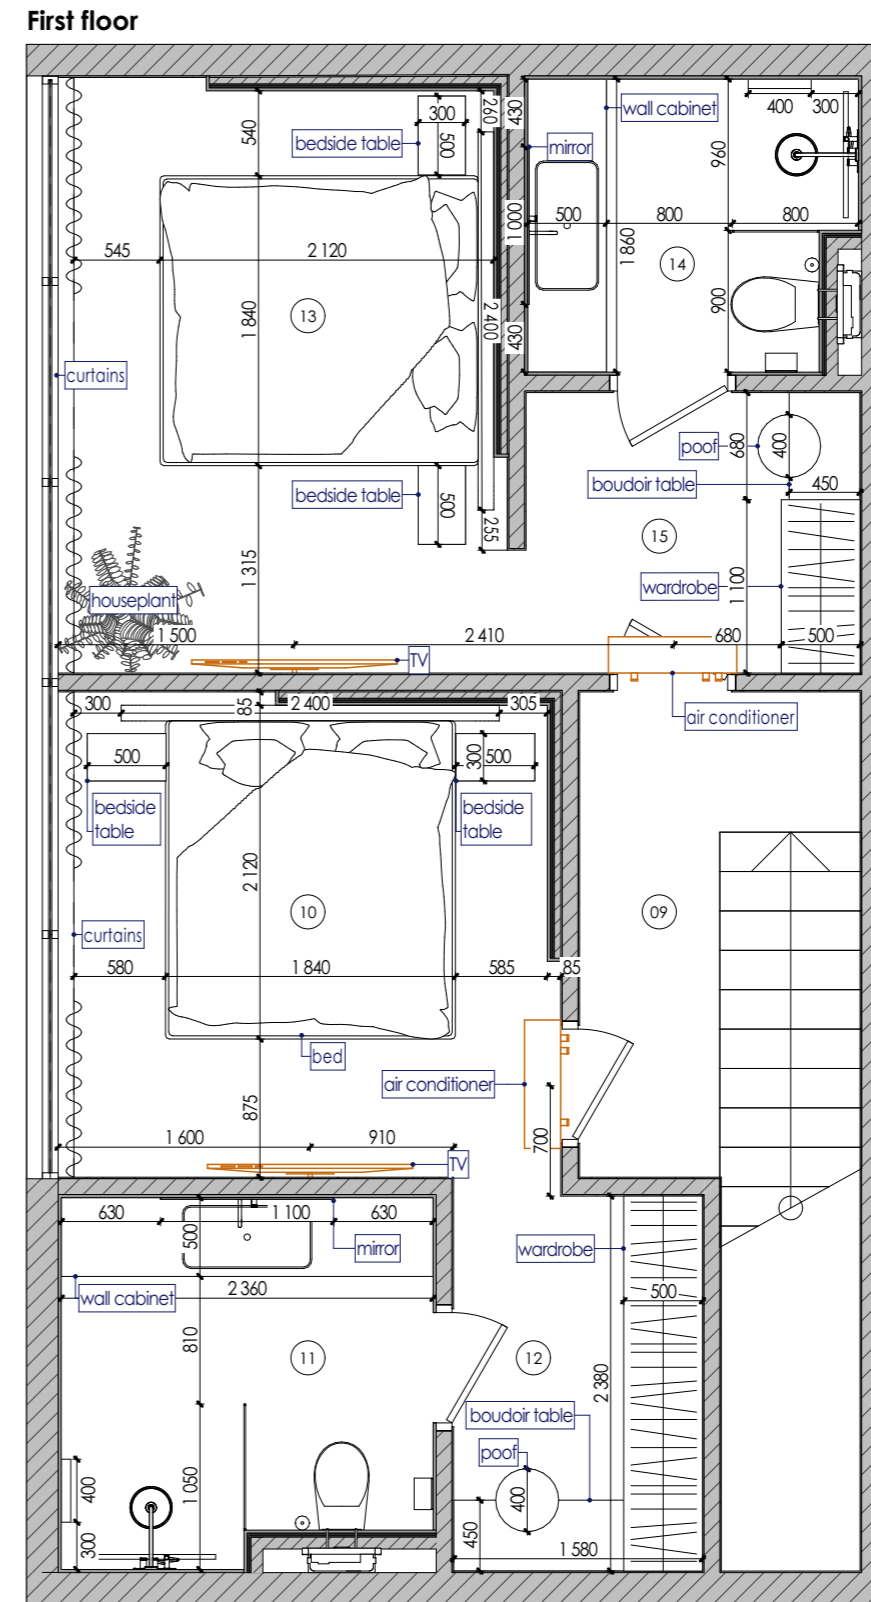 First floor
400 300
wall cabinet
300
260
430
540
bedside table
500
mirror
960
500 800 800
1 000
1 860
14
545 2 120
900
1 840
13
2 400
430
curtains
poof
680
400
bedside table
500
boudoir table
450
255
15
1 315
1 100
wardrobe
houseplant
1 500 2 410 680 500
TV
300 85 2 400 305
air conditioner
500
300
500
bedside
table
bedside
table
2 120
10
09
curtains
580 1 840 585 85
bed
air conditioner
875
700
1 600 910
TV
630 1 100 630
500
mirror
wardrobe
wall cabinet
2 360
500
810
11
12
2 380
boudoir table
poof
400
1 050
400
450
300
1 580